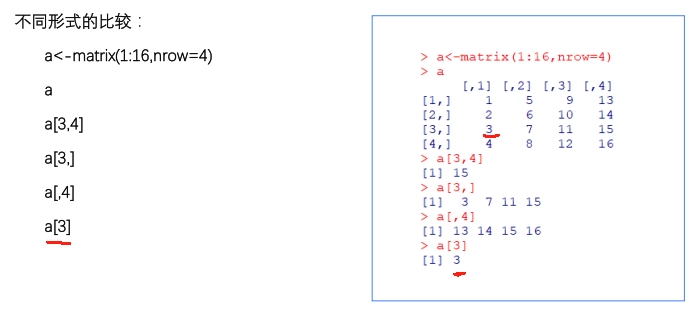 不同形式的比较：
a<-matrix(1:16,nrow=4)
a
a[3,4]
a[3,]
a[,4]
a[3]
> a<-matrix(1:16,nrow=4)
> a
     [,1] [,2] [,3] [,4]
[1,]    1    5    9   13
[2,]    2    6   10   14
[3,]    3    7   11   15
[4,]    4    8   12   16
> a[3,4]
[1] 15
> a[3,]
[1]  3  7 11 15
> a[,4]
[1] 13 14 15 16
> a[3]
[1] 3